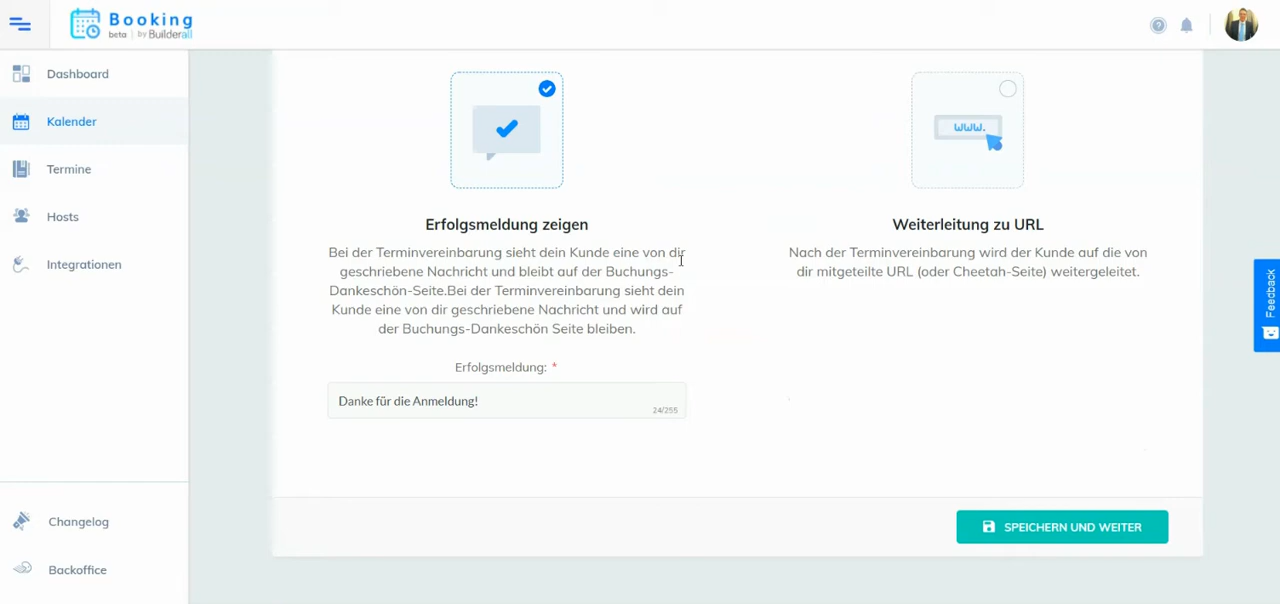 Booking
beta | by Builderall
Dashboard
Kalender
Termine
Hosts
Integrationen
Changelog
Backoffice
www.
Erfolgsmeldung zeigen
Bei der Terminvereinbarung sieht dein Kunde eine von dir
geschriebene Nachricht und bleibt auf der Buchungs-
Dankeschön-Seite.Bei der Terminvereinbarung sieht dein
Kunde eine von dir geschriebene Nachricht und wird auf
der Buchungs-Dankeschön Seite bleiben.
Erfolgsmeldung: *
Danke für die Anmeldung!
24/255
Weiterleitung zu URL
Nach der Terminvereinbarung wird der Kunde auf die von
dir mitgeteilte URL (oder Cheetah-Seite) weitergeleitet.
SPEICHERN UND WEITER
Feedback